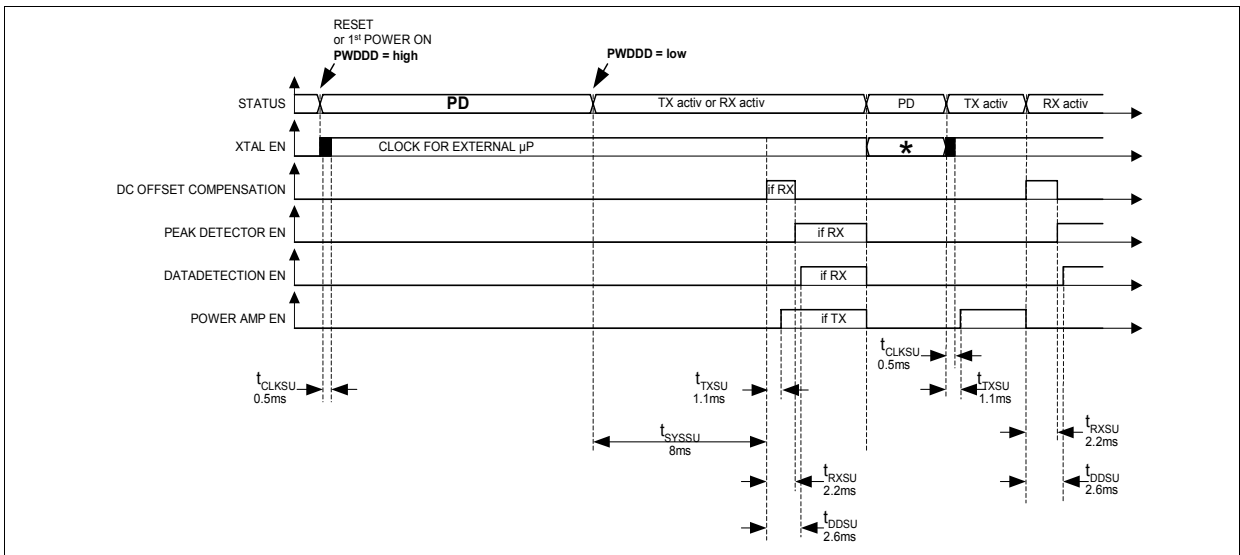 RESET
or 1st POWER ON
PWDDD = high
PWDDD = low
STATUS
PD
TX activ or RX activ
PD
TX activ
RX activ
XTAL EN
CLOCK FOR EXTERNAL µP
*
DC OFFSET COMPENSATION
if RX
PEAK DETECTOR EN
if RX
DATADETECTION EN
if RX
POWER AMP EN
if TX
tCLKSU
0.5ms
tTXSU
1.1ms
tCLKSU
0.5ms
tTXSU
1.1ms
tSYSSU
8ms
tRXSU
2.2ms
tRXSU
2.2ms
tDDSU
2.6ms
tDDSU
2.6ms